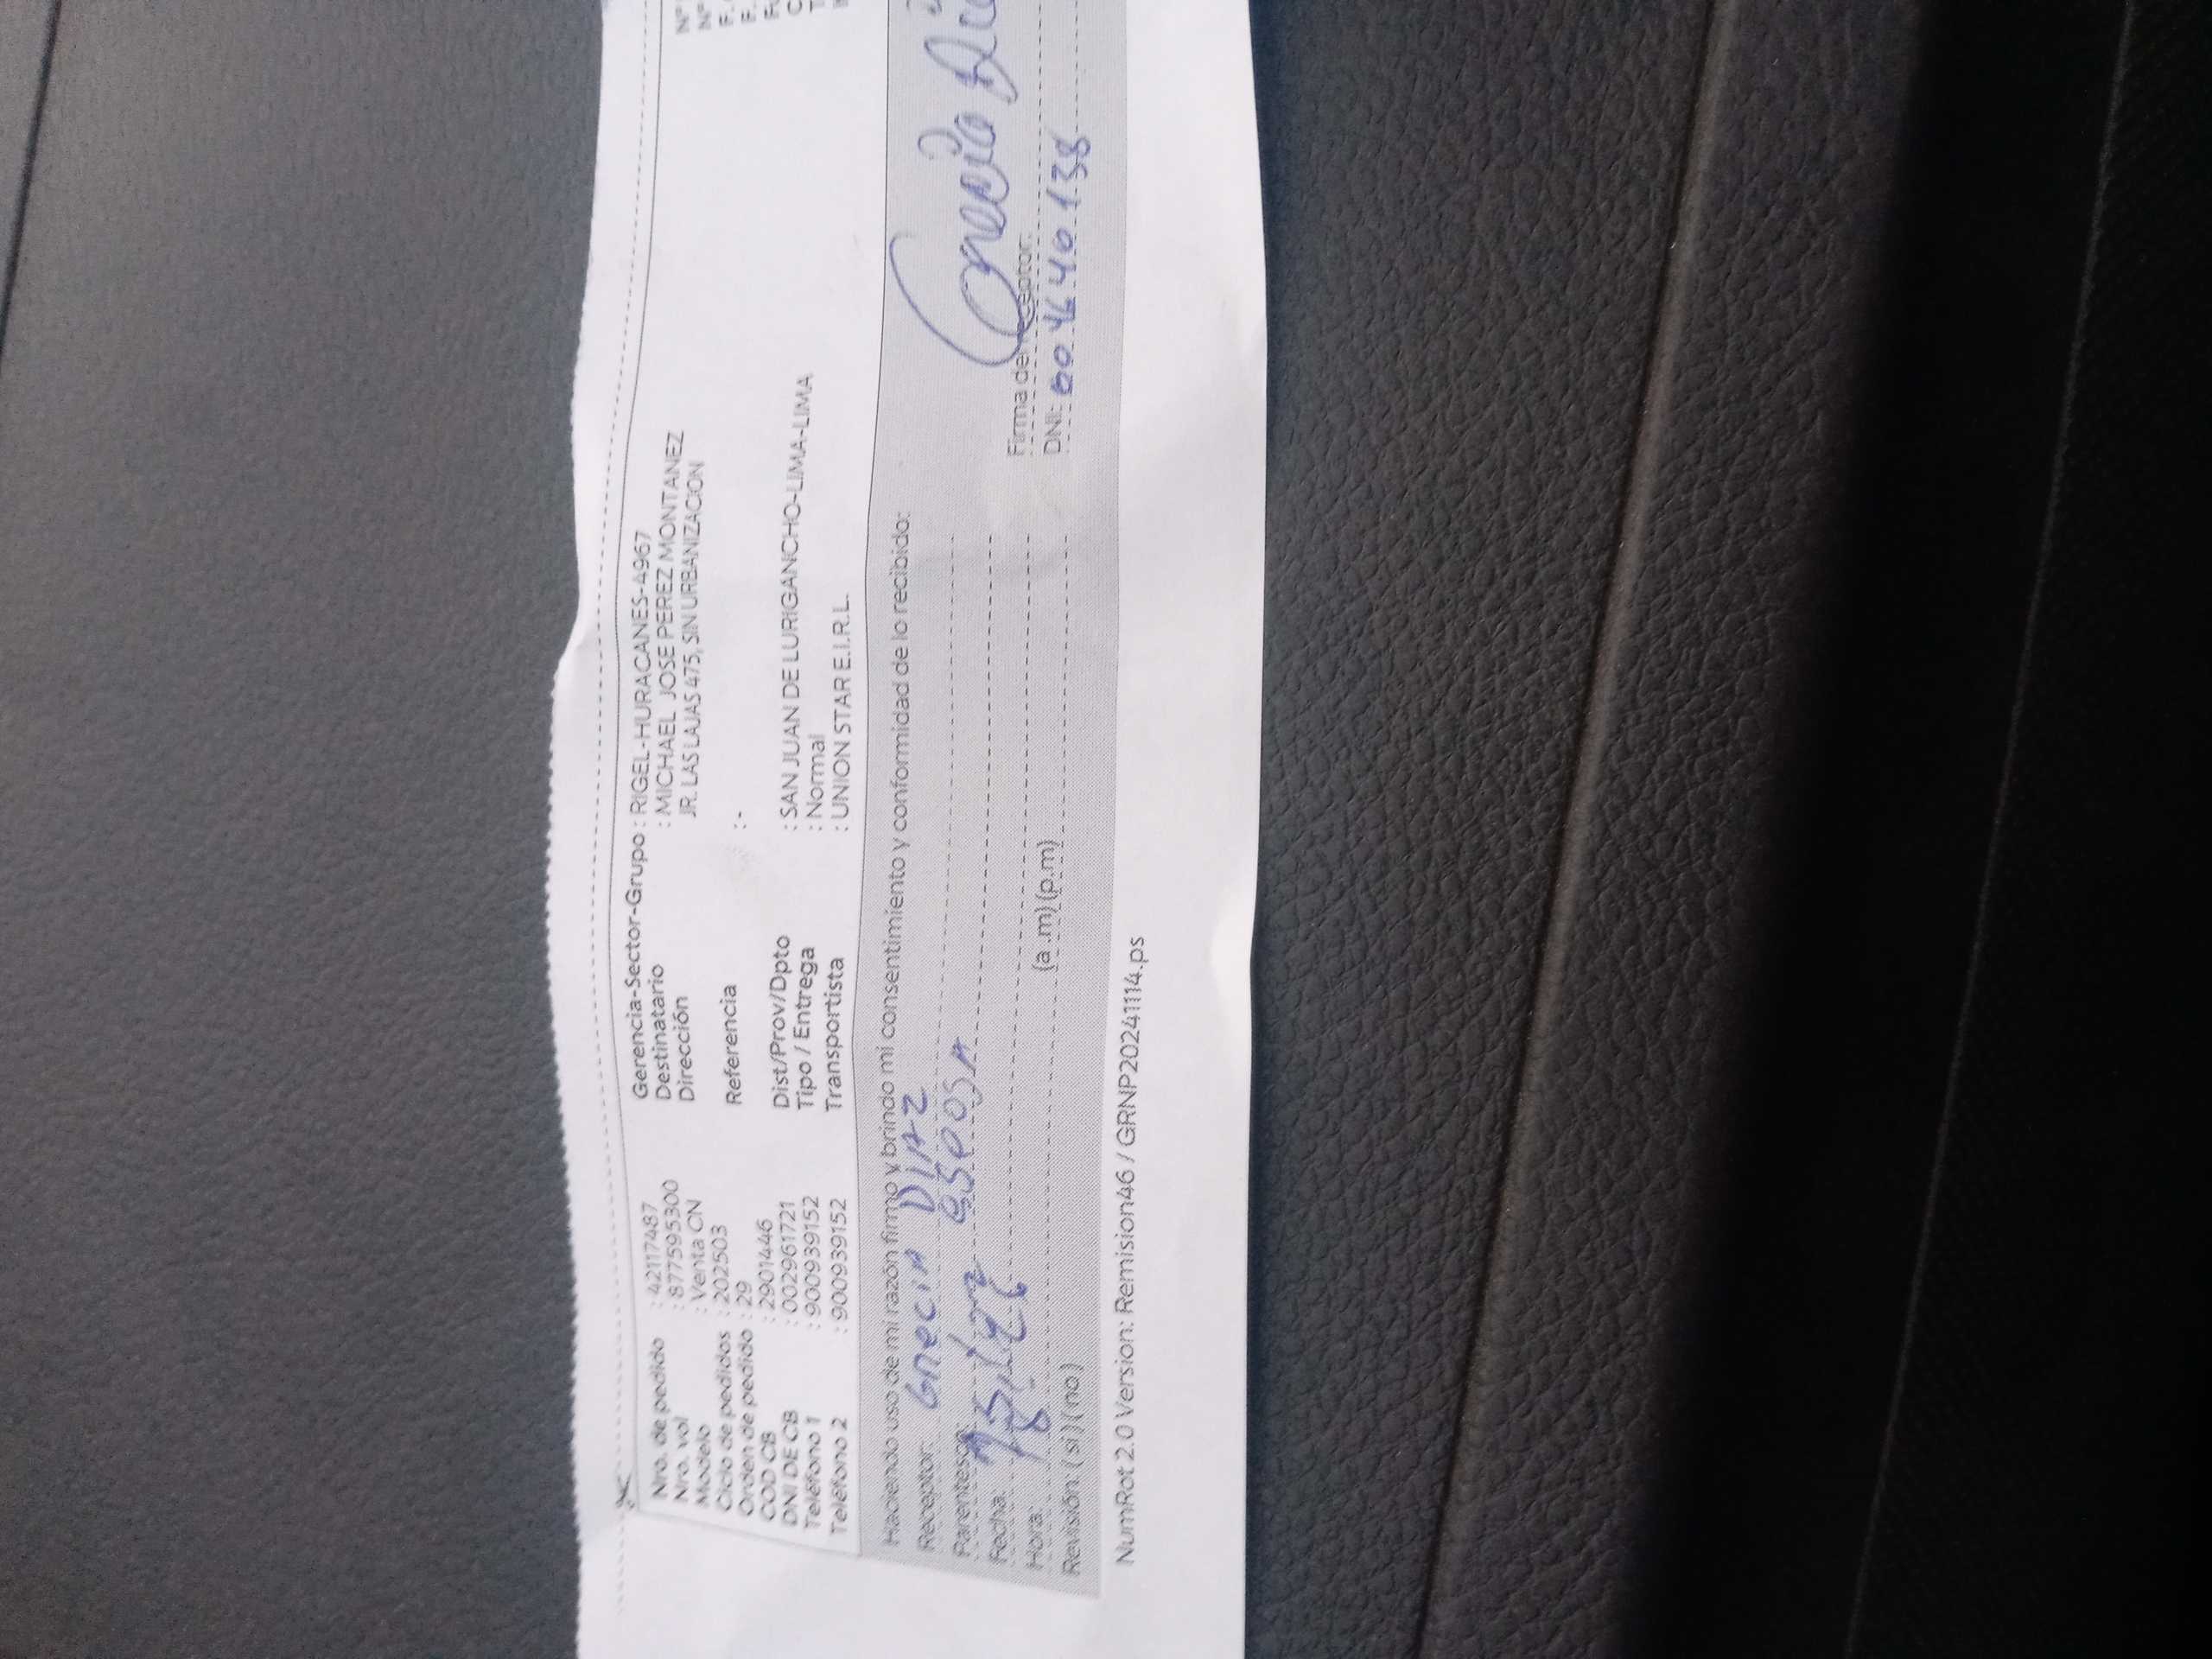 Nro. de pedido : 42117487
Nro. vol : 877595300
Modelo : Venta CN
Ciclo de pedidos : 202503
Orden de pedido : 29
COD CB : 2901446
DNI DE CB : 002961721
Teléfono 1 : 900939152
Teléfono 2 : 900939152
Gerencia-Sector-Grupo : RIGEL-HURACANES-4967
Destinatario : MICHAEL JOSE PEREZ MONTANEZ
Dirección JR. LAS LAJAS 475, SIN URBANIZACION
Referencia : -
Dist/Prov/Dpto : SAN JUAN DE LURIGANCHO-LIMA-LIMA
Tipo / Entrega : Normal
Transportista : UNION STAR E.I.R.L.
N°
N°
F.
F.
Haciendo uso de mi razón firmo y brindo mi consentimiento y conformidad de lo recibido:
Receptor: Grecia DIAZ
Parentesco: esposa
Fecha:
Hora: (a.m) (p.m)
Revisión: (si) (no)
Firma del receptor:
DNI: 0046440138
NumRot 2.0 Version: Remision46 / GRNP20241114.ps